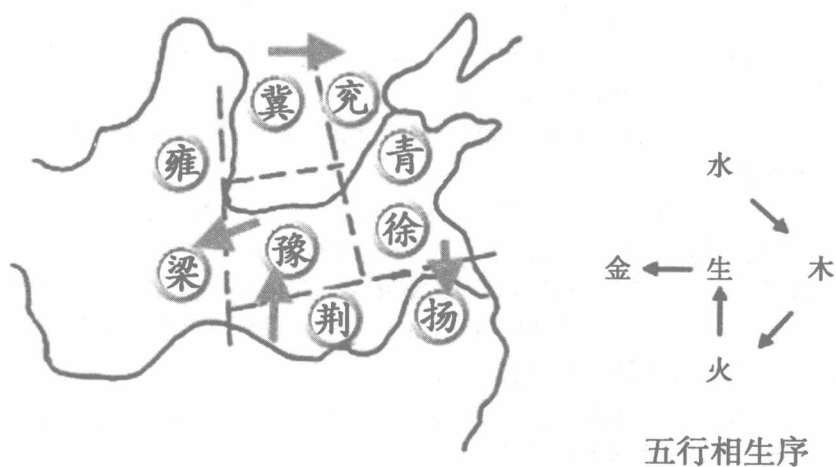 冀
兖
雍
青
徐
豫
梁
荆
扬
水
金
生
木
火
五行相生序